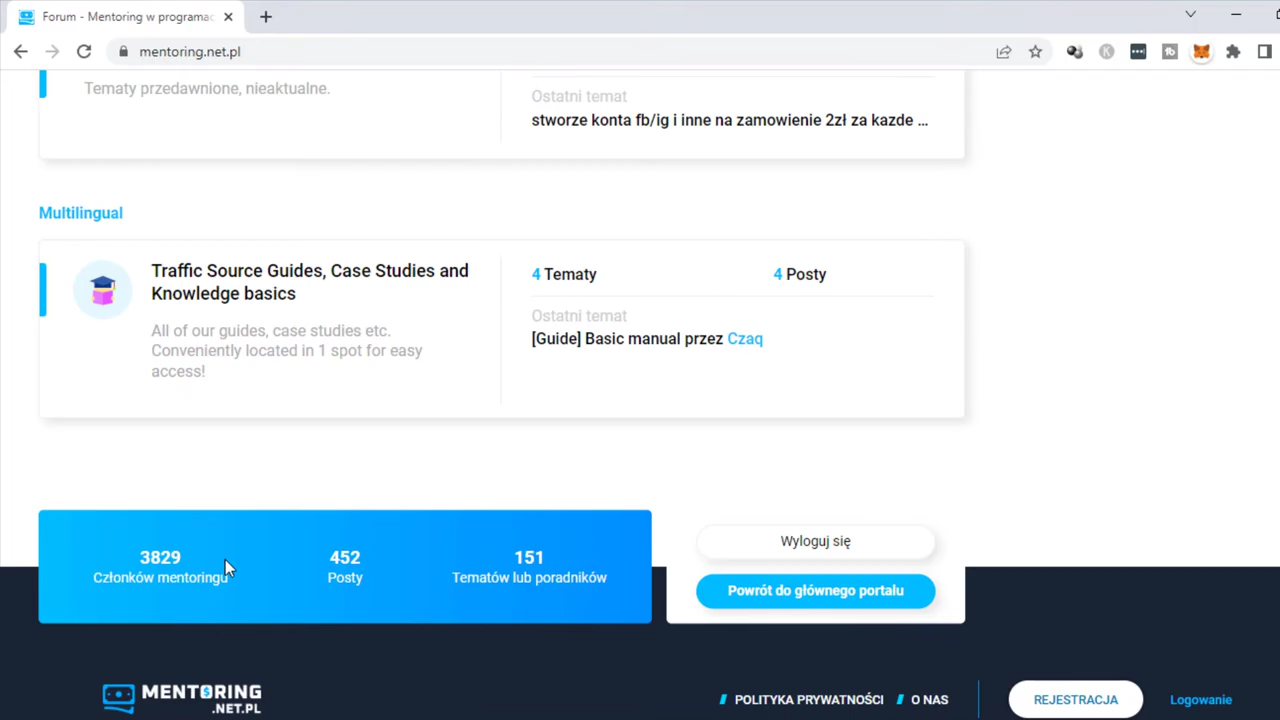 Forum - Mentoring w programac
mentoring.net.pl
Tematy przedawnione, nieaktualne.
Ostatni temat
stworze konta fb/ig i inne na zamowienie 2zł za kazde ...
Multilingual
Traffic Source Guides, Case Studies and
Knowledge basics
All of our guides, case studies etc.
Conveniently located in 1 spot for easy
access!
4 Tematy
4 Posty
Ostatni temat
[Guide] Basic manual przez Czaq
3829
Członków mentoringu
452
Posty
151
Tematów lub poradników
Wyloguj się
Powrót do głównego portalu
MENTORING
.NET.PL
POLITYKA PRYWATNOŚCI
O NAS
REJESTRACJA
Logowanie